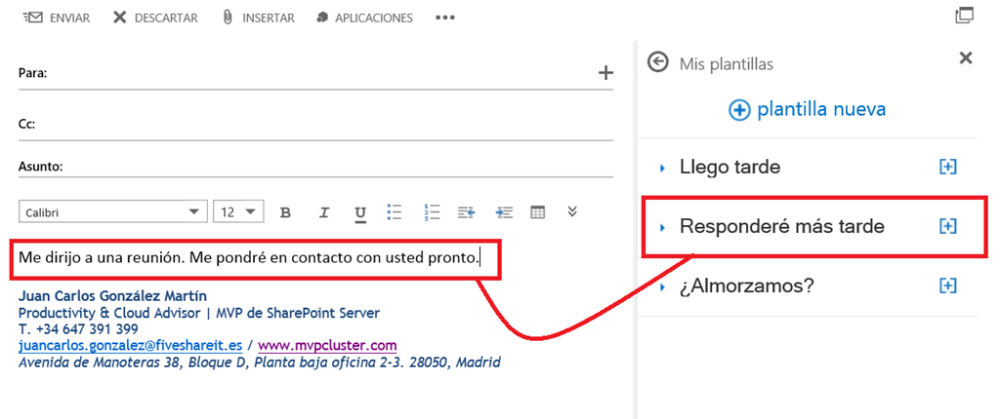 ENVIAR DESCARTAR INSERTAR APLICACIONES •••
Para:
Cc:
Asunto:
Calibri 12 B I U
Me dirijo a una reunión. Me pondré en contacto con usted pronto.
Juan Carlos González Martín
Productivity & Cloud Advisor | MVP de SharePoint Server
T. +34 647 391 399
juancarlos.gonzalez@fiveshareit.es / www.mvpcluster.com
Avenida de Manoteras 38, Bloque D, Planta baja oficina 2-3. 28050, Madrid
Mis plantillas
plantilla nueva
Llego tarde
Responderé más tarde
¿Almorzamos?